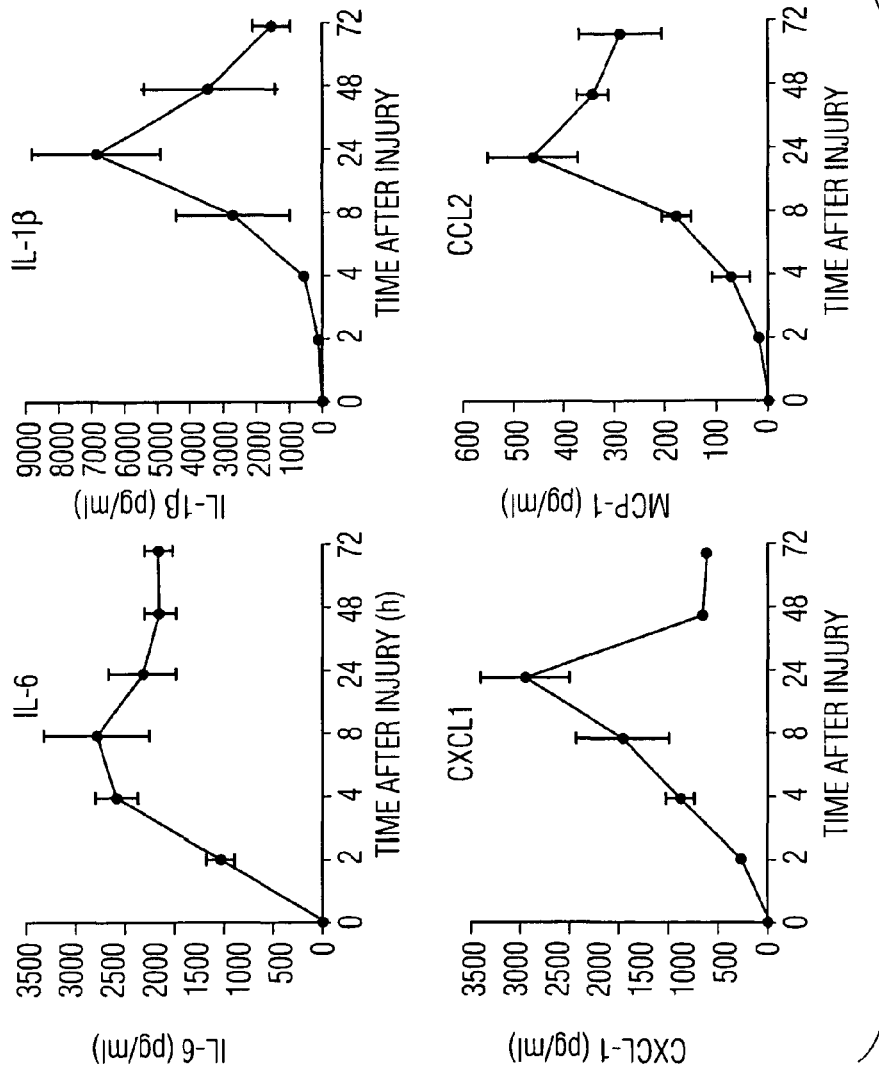 IL-6
IL-6 (pg/ml)
3500
3000
2500
2000
1500
1000
500
0
0 2 4 8 24 48 72
TIME AFTER INJURY (h)
IL-1β
IL-1β (pg/ml)
9000
8000
7000
6000
5000
4000
3000
2000
1000
0
0 2 4 8 24 48 72
TIME AFTER INJURY
CXCL1
CXCL-1 (pg/ml)
3500
3000
2500
2000
1500
1000
500
0
0 2 4 8 24 48 72
TIME AFTER INJURY
CCL2
MCP-1 (pg/ml)
600
500
400
300
200
100
0
0 2 4 8 24 48 72
TIME AFTER INJURY